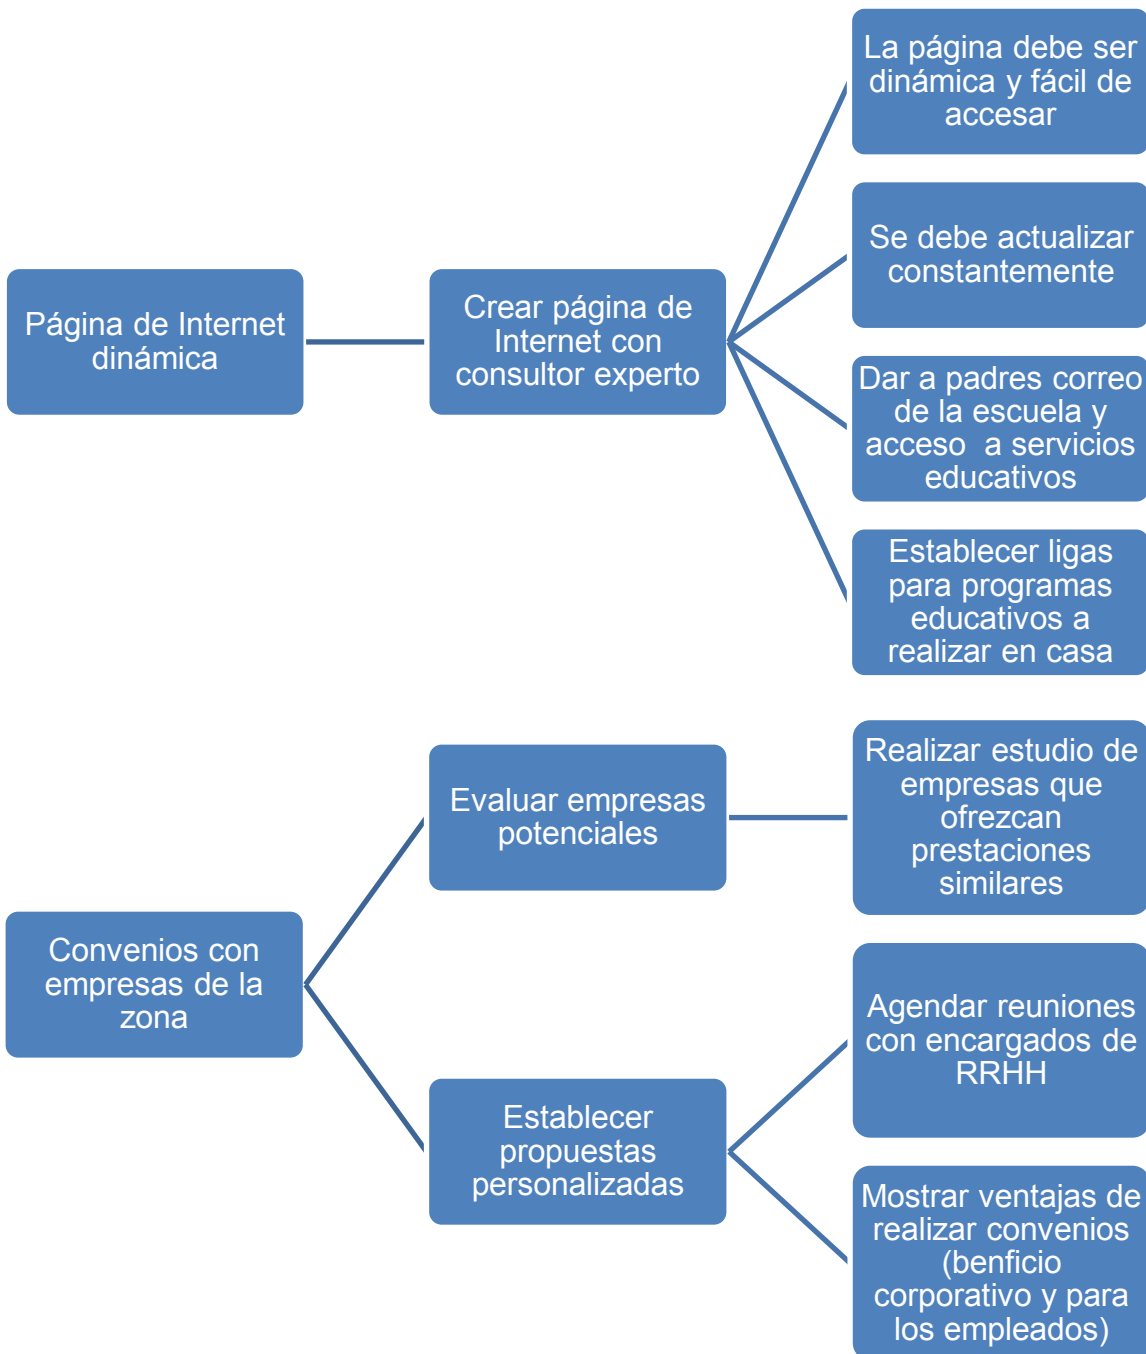 Página de Internet
dinámica
Crear página de
Internet con
consultor experto
La página debe ser
dinámica y fácil de
accesar
Se debe actualizar
constantemente
Dar a padres correo
de la escuela y
acceso  a servicios
educativos
Establecer ligas
para programas
educativos a
realizar en casa
Convenios con
empresas de la
zona
Evaluar empresas
potenciales
Realizar estudio de
empresas que
ofrezcan
prestaciones
similares
Establecer
propuestas
personalizadas
Agendar reuniones
con encargados de
RRHH
Mostrar ventajas de
realizar convenios
(benficio
corporativo y para
los empleados)